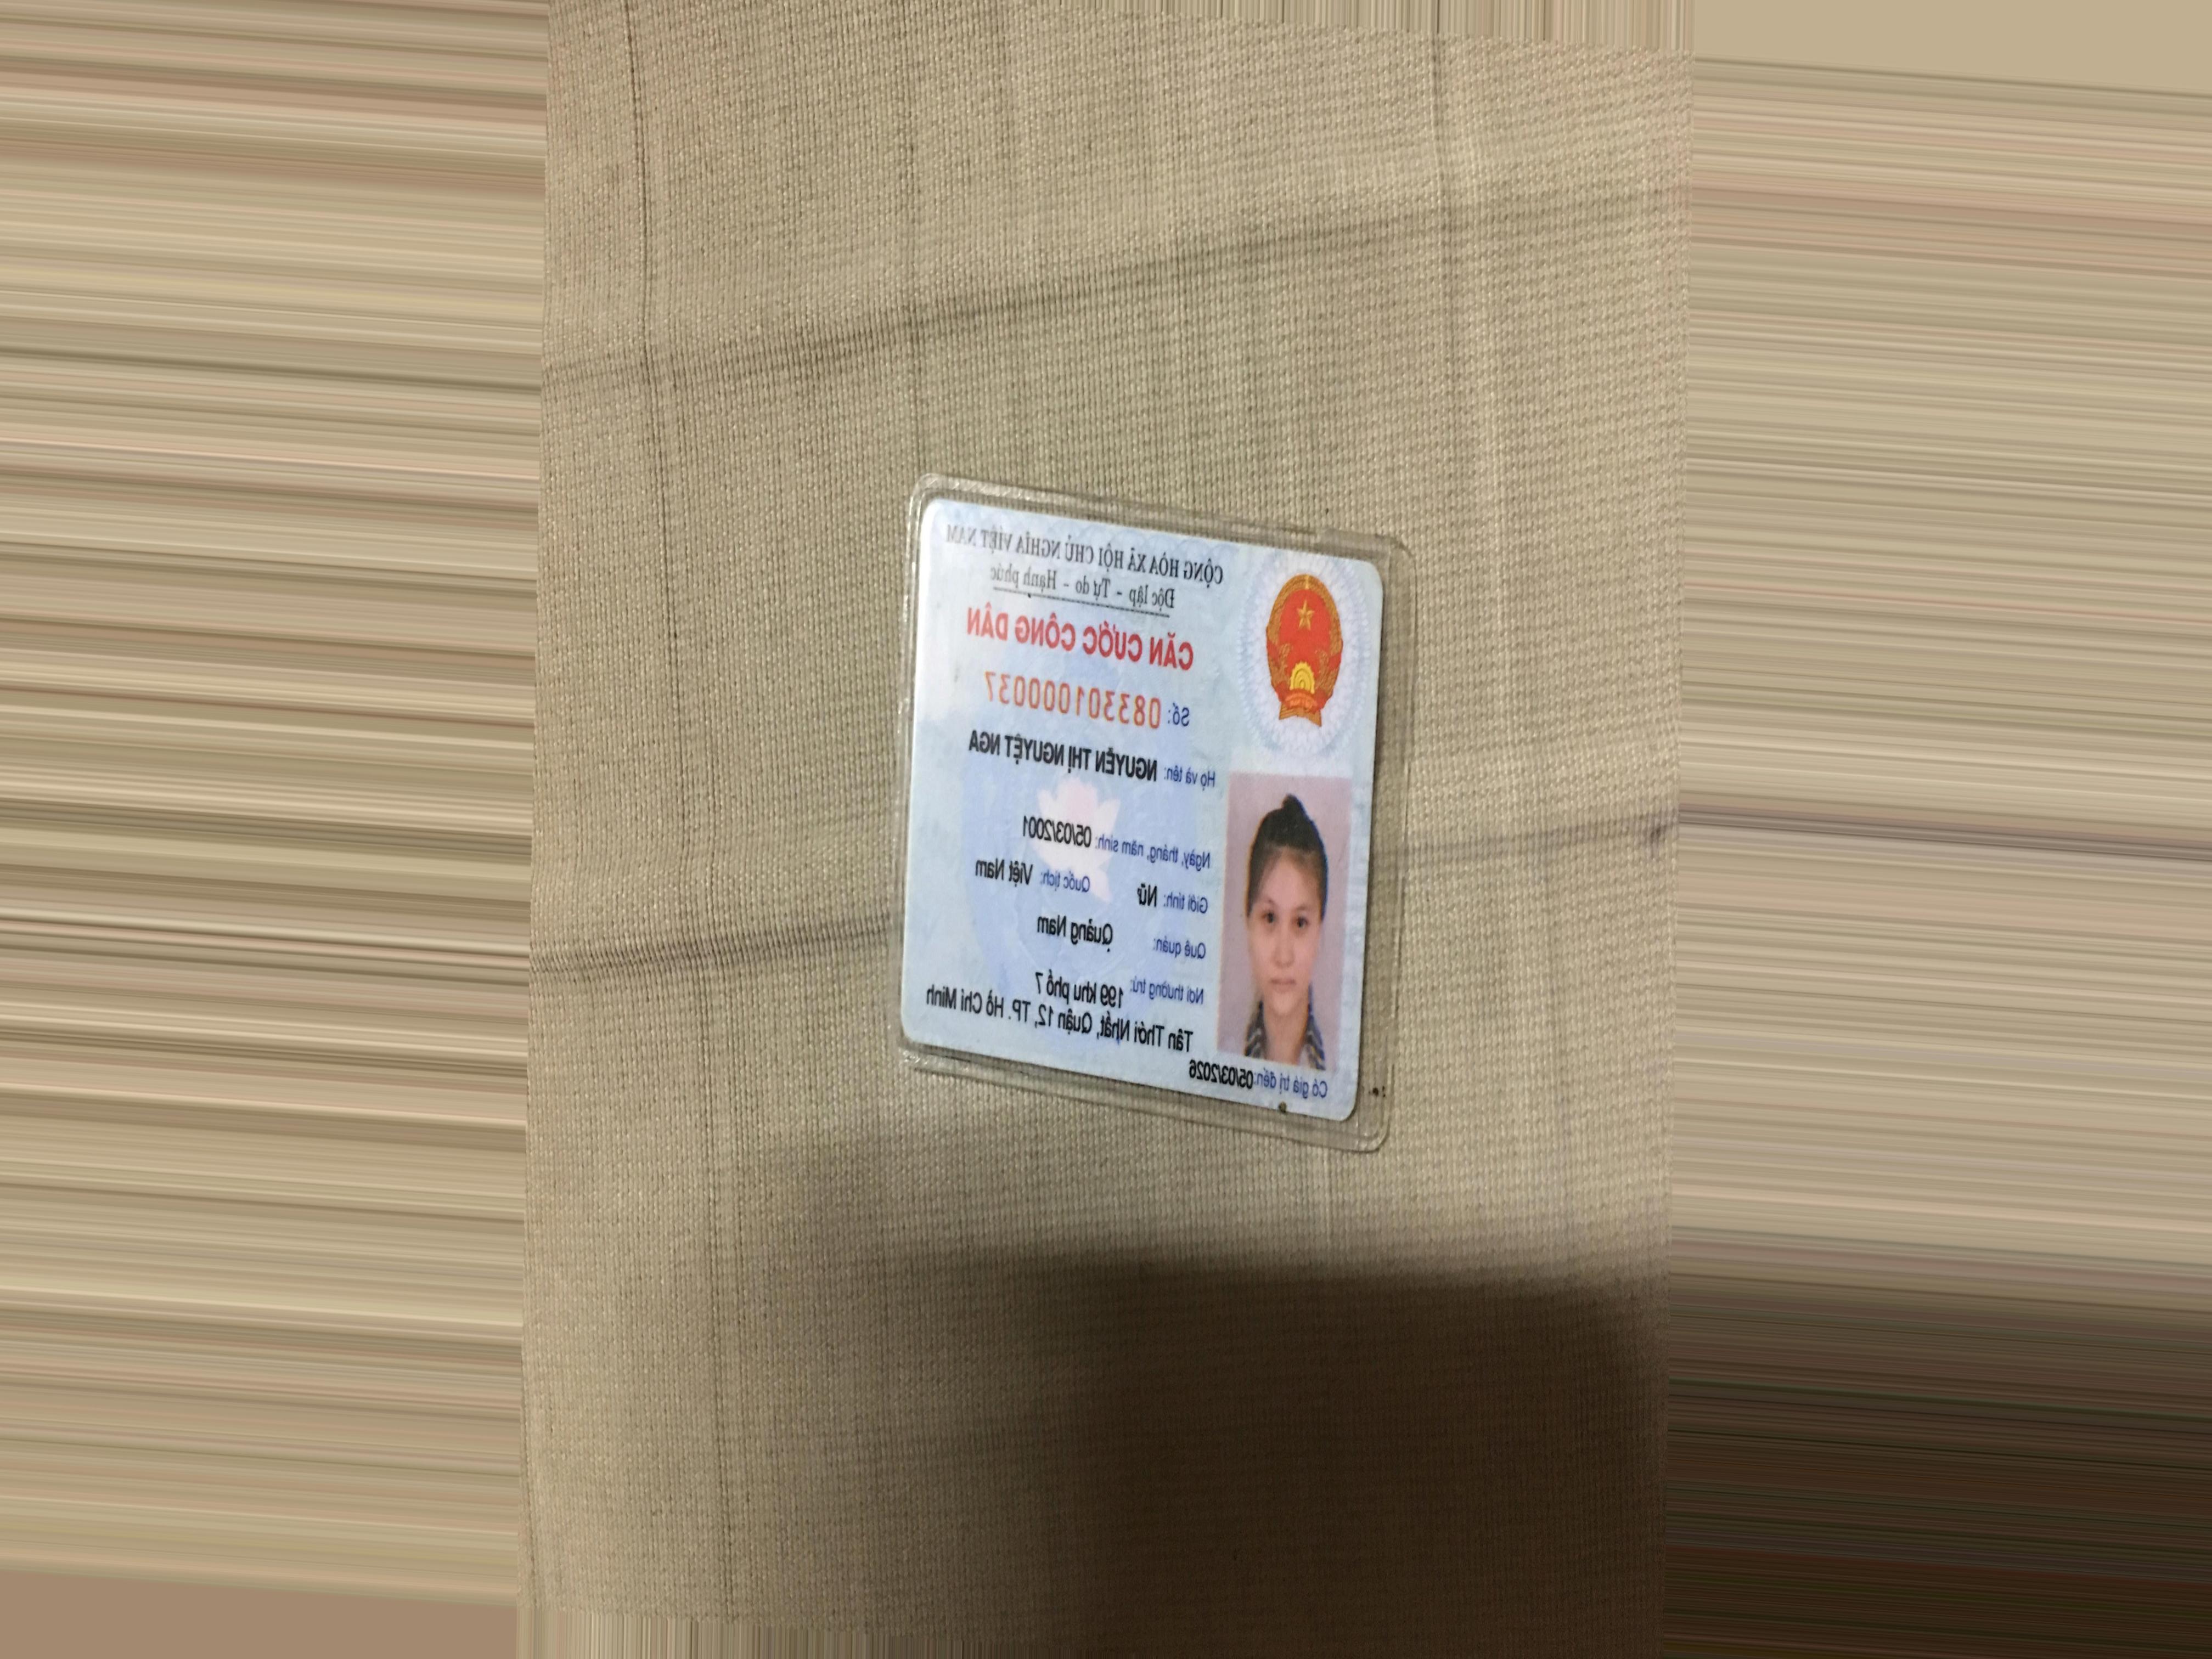 CỘNG HÒA XÃ HỘI CHỦ NGHĨA VIỆT NAM
Độc lập - Tự do - Hạnh phúc
CĂN CƯỚC CÔNG DÂN
Số: 083301000037
Họ và tên: NGUYỄN THỊ NGUYỆT NGA
Ngày, tháng, năm sinh: 05/03/2001
Giới tính: Nữ Quốc tịch: Việt Nam
Quê quán: Quảng Nam
Nơi thường trú: 199 khu phố 7
Tân Thới Nhất, Quận 12, TP. Hồ Chí Minh
Có giá trị đến: 05/03/2026